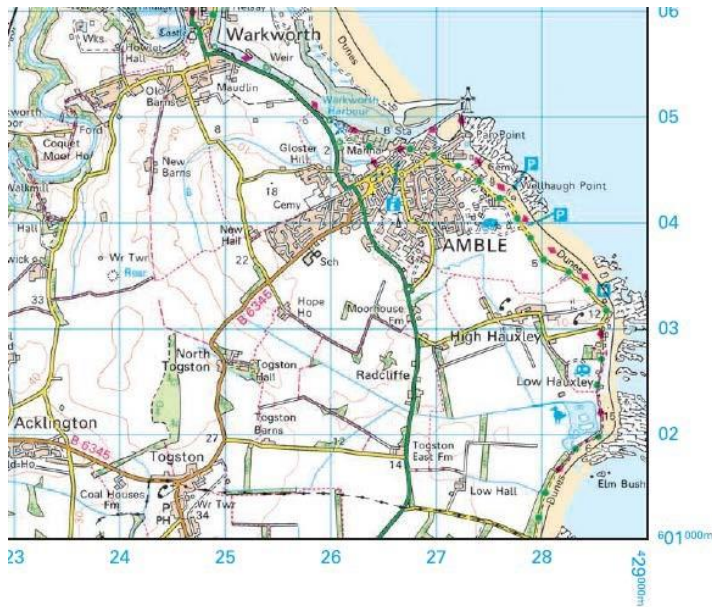 06
Wks
Castle
P
Warkworth
Howlet
Hall
Weir
Dunes
Old
Barns
Maudlin
Warkworth
Harbour
05
Ford
Coquet
Moor Ho
8
Gloster
Hill
2
L B Sta
Marina
Pan Point
Cemy
P
Wellhaugh Point
New
Barns
18
Cemy
i
P
04
Walkmill
Hall
New
Hall
AMBLE
Wr Twr
22
Sch
Dunes
5
33
B 6345
Hope
Ho
Moorhouse
Fm
12
03
High Hauxley
North
Togston
Togston
Hall
Radcliffe
Low Hauxley
Acklington
B 6345
27
Togston
Barns
12
15
02
Togston
14
Togston
East Fm
Coal Houses
Fm
P
PH
Wr Twr
34
Low Hall
Dunes
Elm Bush
601000m
23
24
25
26
27
28
429000m